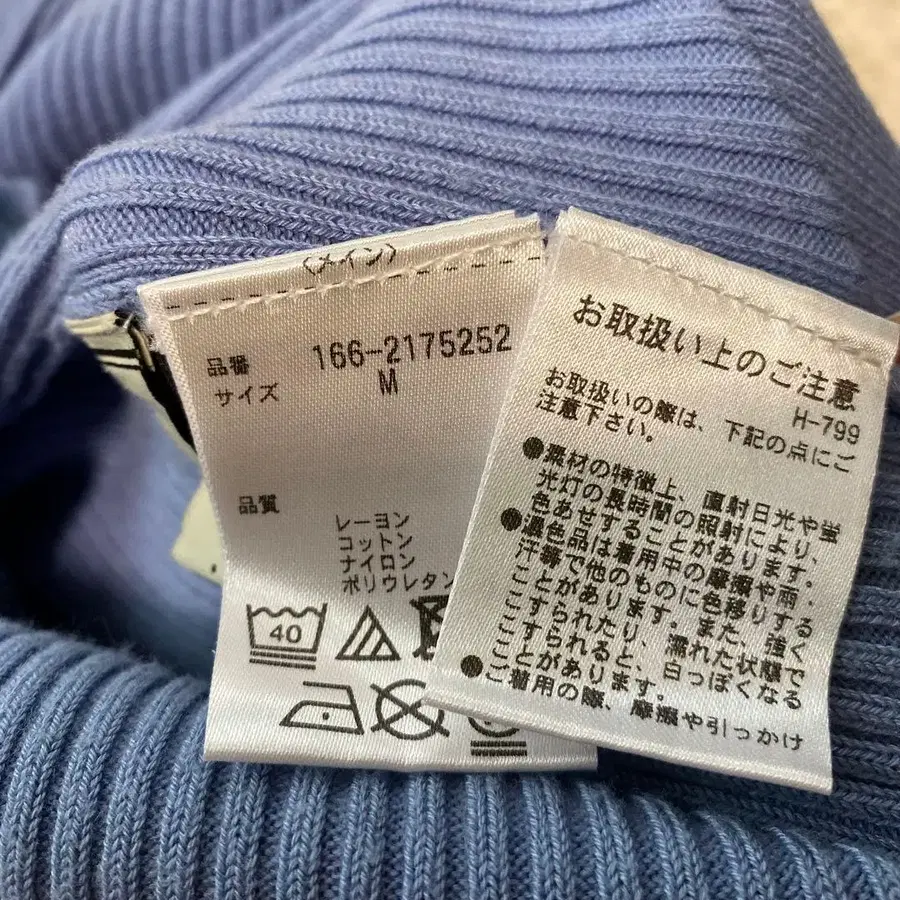 (メイン)
品番 166-2175252
サイズ M
品質
レーヨン
コットン
ナイロン
ポリウレタン
40
お取扱い上のご注意
H-799
お取扱いの際は、下記の点にご
注意下さい。
●素材の特徴上、直射日光や蛍
光灯の長時間の照射により、
色あせすることがあります。
●濃色品は着用中の摩擦や雨・
汗等で他のものに色移りする
ことがあります。また、強く
こすられたり、濡れた状態で
こすられると、白っぽくなる
ことがあります。
●ご着用の際、摩擦や引っかけ